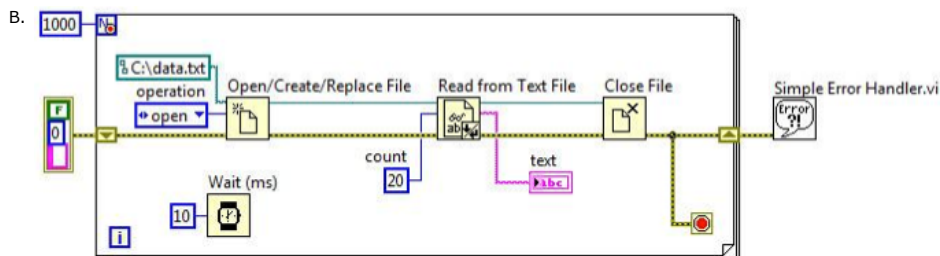 B.
1000
N
C:\data.txt
operation
Open/Create/Replace File
Read from Text File
Close File
Simple Error Handler.vi
open
F
0
Error
?!
abc
count
20
text
abc
Wait (ms)
10
i